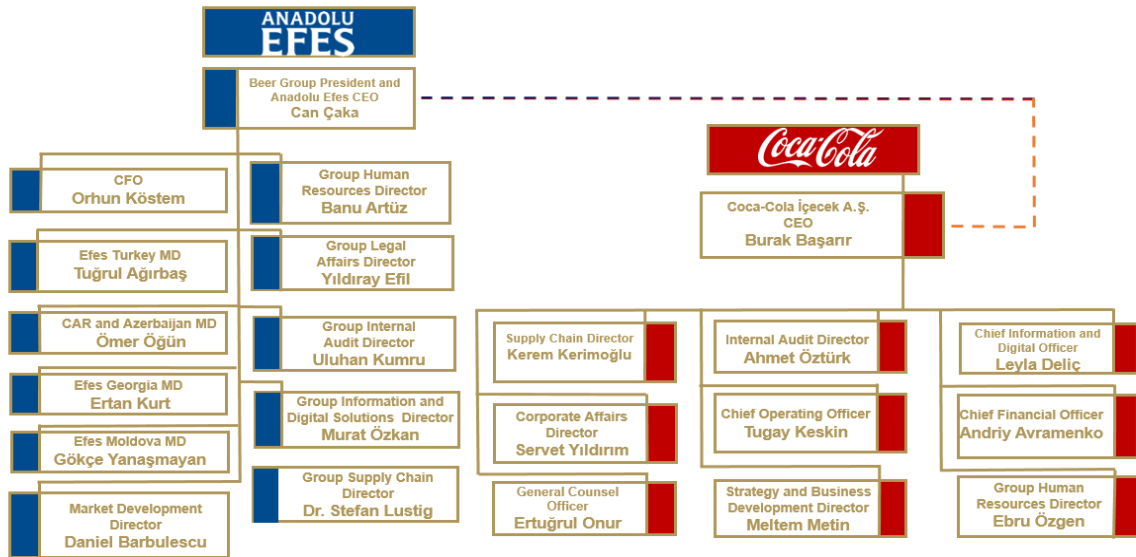 ANADOLU
EFES
Beer Group President and
Anadolu Efes CEO
Can Çaka
CFO
Orhun Köstem
Group Human
Resources Director
Banu Artüz
Efes Turkey MD
Tuğrul Ağırbaş
Group Legal
Affairs Director
Yıldıray Efil
CAR and Azerbaijan MD
Ömer Öğün
Group Internal
Audit Director
Uluhan Kumru
Efes Georgia MD
Ertan Kurt
Group Information and
Digital Solutions Director
Murat Özkan
Efes Moldova MD
Gökçe Yanaşmayan
Group Supply Chain
Director
Dr. Stefan Lustig
Market Development
Director
Daniel Barbulescu
Coca-Cola
Coca-Cola İçecek A.Ş.
CEO
Burak Başarır
Supply Chain Director
Kerem Kerimoğlu
Internal Audit Director
Ahmet Öztürk
Chief Information and
Digital Officer
Leyla Deliç
Corporate Affairs
Director
Servet Yıldırım
Chief Operating Officer
Tugay Keskin
Chief Financial Officer
Andriy Avramenko
General Counsel
Officer
Ertuğrul Onur
Strategy and Business
Development Director
Meltem Metin
Group Human
Resources Director
Ebru Özgen